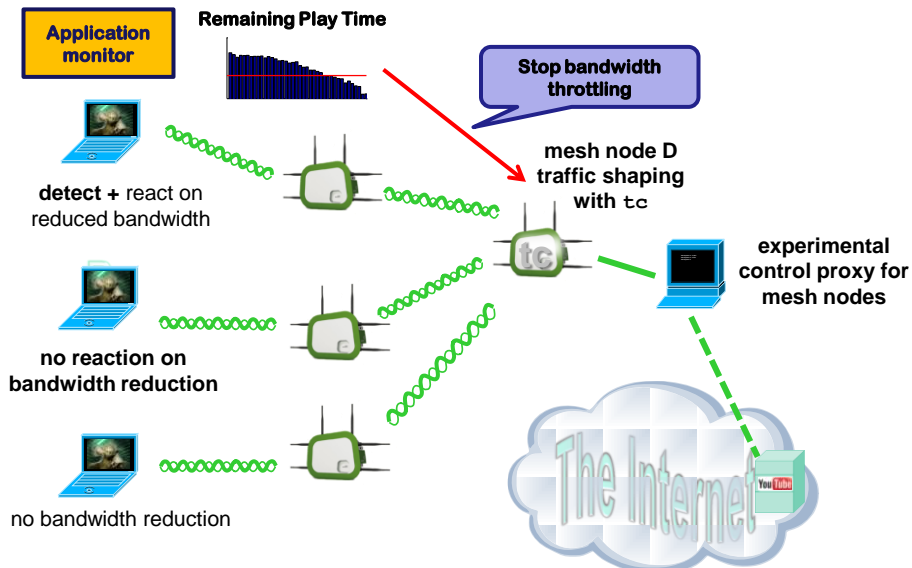 Remaining Play Time
Application
monitor
Stop bandwidth
throttling
mesh node D
traffic shaping
with tc
tc
detect + react on
reduced bandwidth
experimental
control proxy for
mesh nodes
no reaction on
bandwidth reduction
The Internet
YouTube
no bandwidth reduction